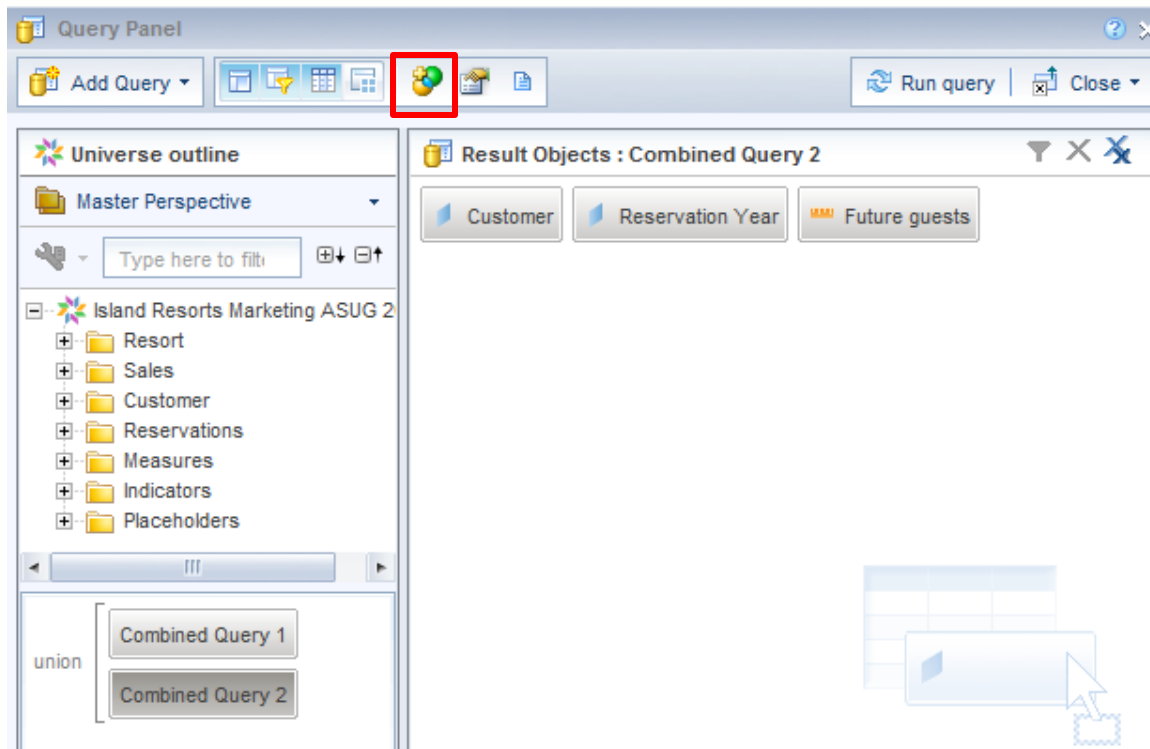 Query Panel
Add Query
Run query
Close
Universe outline
Master Perspective
Type here to filt
Island Resorts Marketing ASUG 2
Resort
Sales
Customer
Reservations
Measures
Indicators
Placeholders
union
Combined Query 1
Combined Query 2
Result Objects : Combined Query 2
Customer
Reservation Year
Future guests